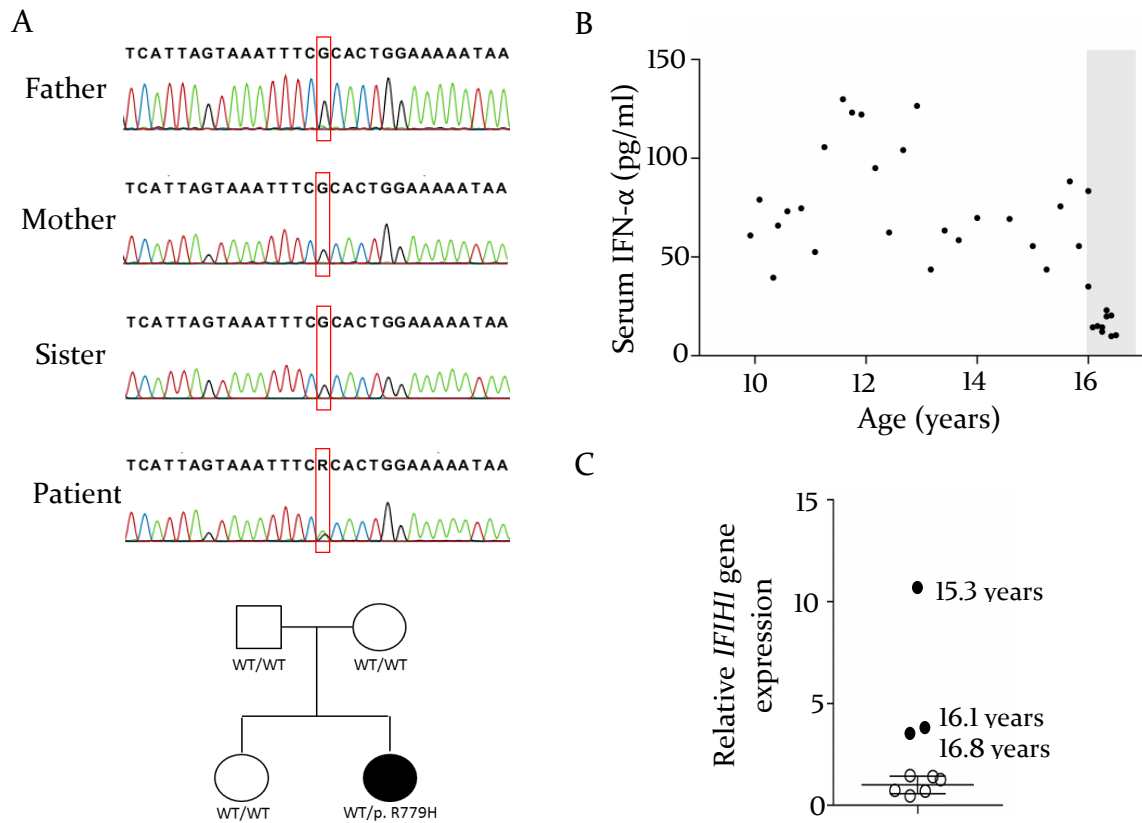 A
TCATTAGTAAATTTCGCACTGGAAAAATAA
Father
TCATTAGTAAATTTCGCACTGGAAAAATAA
Mother
TCATTAGTAAATTTCGCACTGGAAAAATAA
Sister
TCATTAGTAAATTTCRCACTGGAAAAATAA
Patient
WT/WT
WT/WT
WT/WT
WT/p. R779H
B
Serum IFN-α (pg/ml)
150
100
50
0
10
12
14
16
Age (years)
C
Relative IFIH1 gene
expression
15
10
5
0
15.3 years
16.1 years
16.8 years